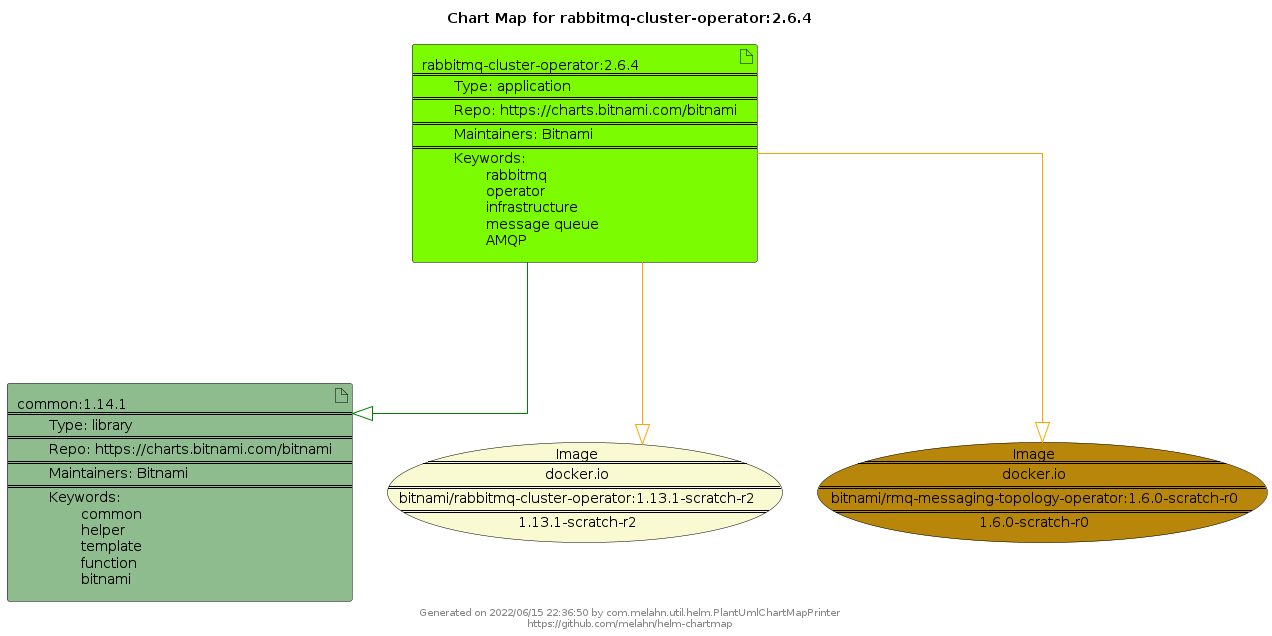 Chart Map for rabbitmq-cluster-operator:2.6.4
rabbitmq-cluster-operator:2.6.4
Type: application
Repo: https://charts.bitnami.com/bitnami
Maintainers: Bitnami
Keywords:
rabbitmq
operator
infrastructure
message queue
AMQP
common:1.14.1
Type: library
Repo: https://charts.bitnami.com/bitnami
Maintainers: Bitnami
Keywords:
common
helper
template
function
bitnami
Image
docker.io
bitnami/rabbitmq-cluster-operator:1.13.1-scratch-r2
1.13.1-scratch-r2
Image
docker.io
bitnami/rmq-messaging-topology-operator:1.6.0-scratch-r0
1.6.0-scratch-r0
Generated on 2022/06/15 22:36:50 by com.melahn.util.helm.PlantUmlChartMapPrinter
https://github.com/melahn/helm-chartmap